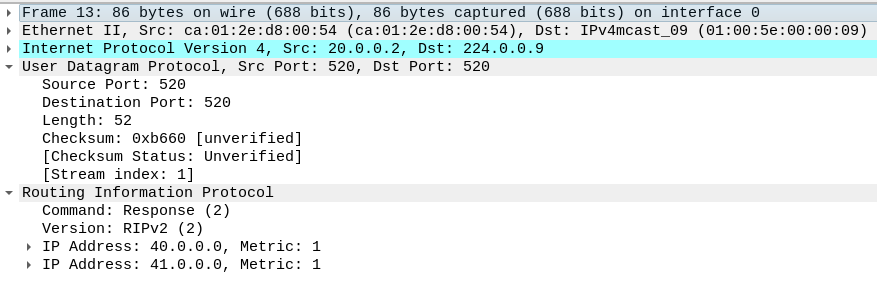 Frame 13: 86 bytes on wire (688 bits), 86 bytes captured (688 bits) on interface 0
Ethernet II, Src: ca:01:2e:d8:00:54 (ca:01:2e:d8:00:54), Dst: IPv4mcast_09 (01:00:5e:00:00:09)
Internet Protocol Version 4, Src: 20.0.0.2, Dst: 224.0.0.9
User Datagram Protocol, Src Port: 520, Dst Port: 520
Source Port: 520
Destination Port: 520
Length: 52
Checksum: 0xb660 [unverified]
[Checksum Status: Unverified]
[Stream index: 1]
Routing Information Protocol
Command: Response (2)
Version: RIPv2 (2)
IP Address: 40.0.0.0, Metric: 1
IP Address: 41.0.0.0, Metric: 1